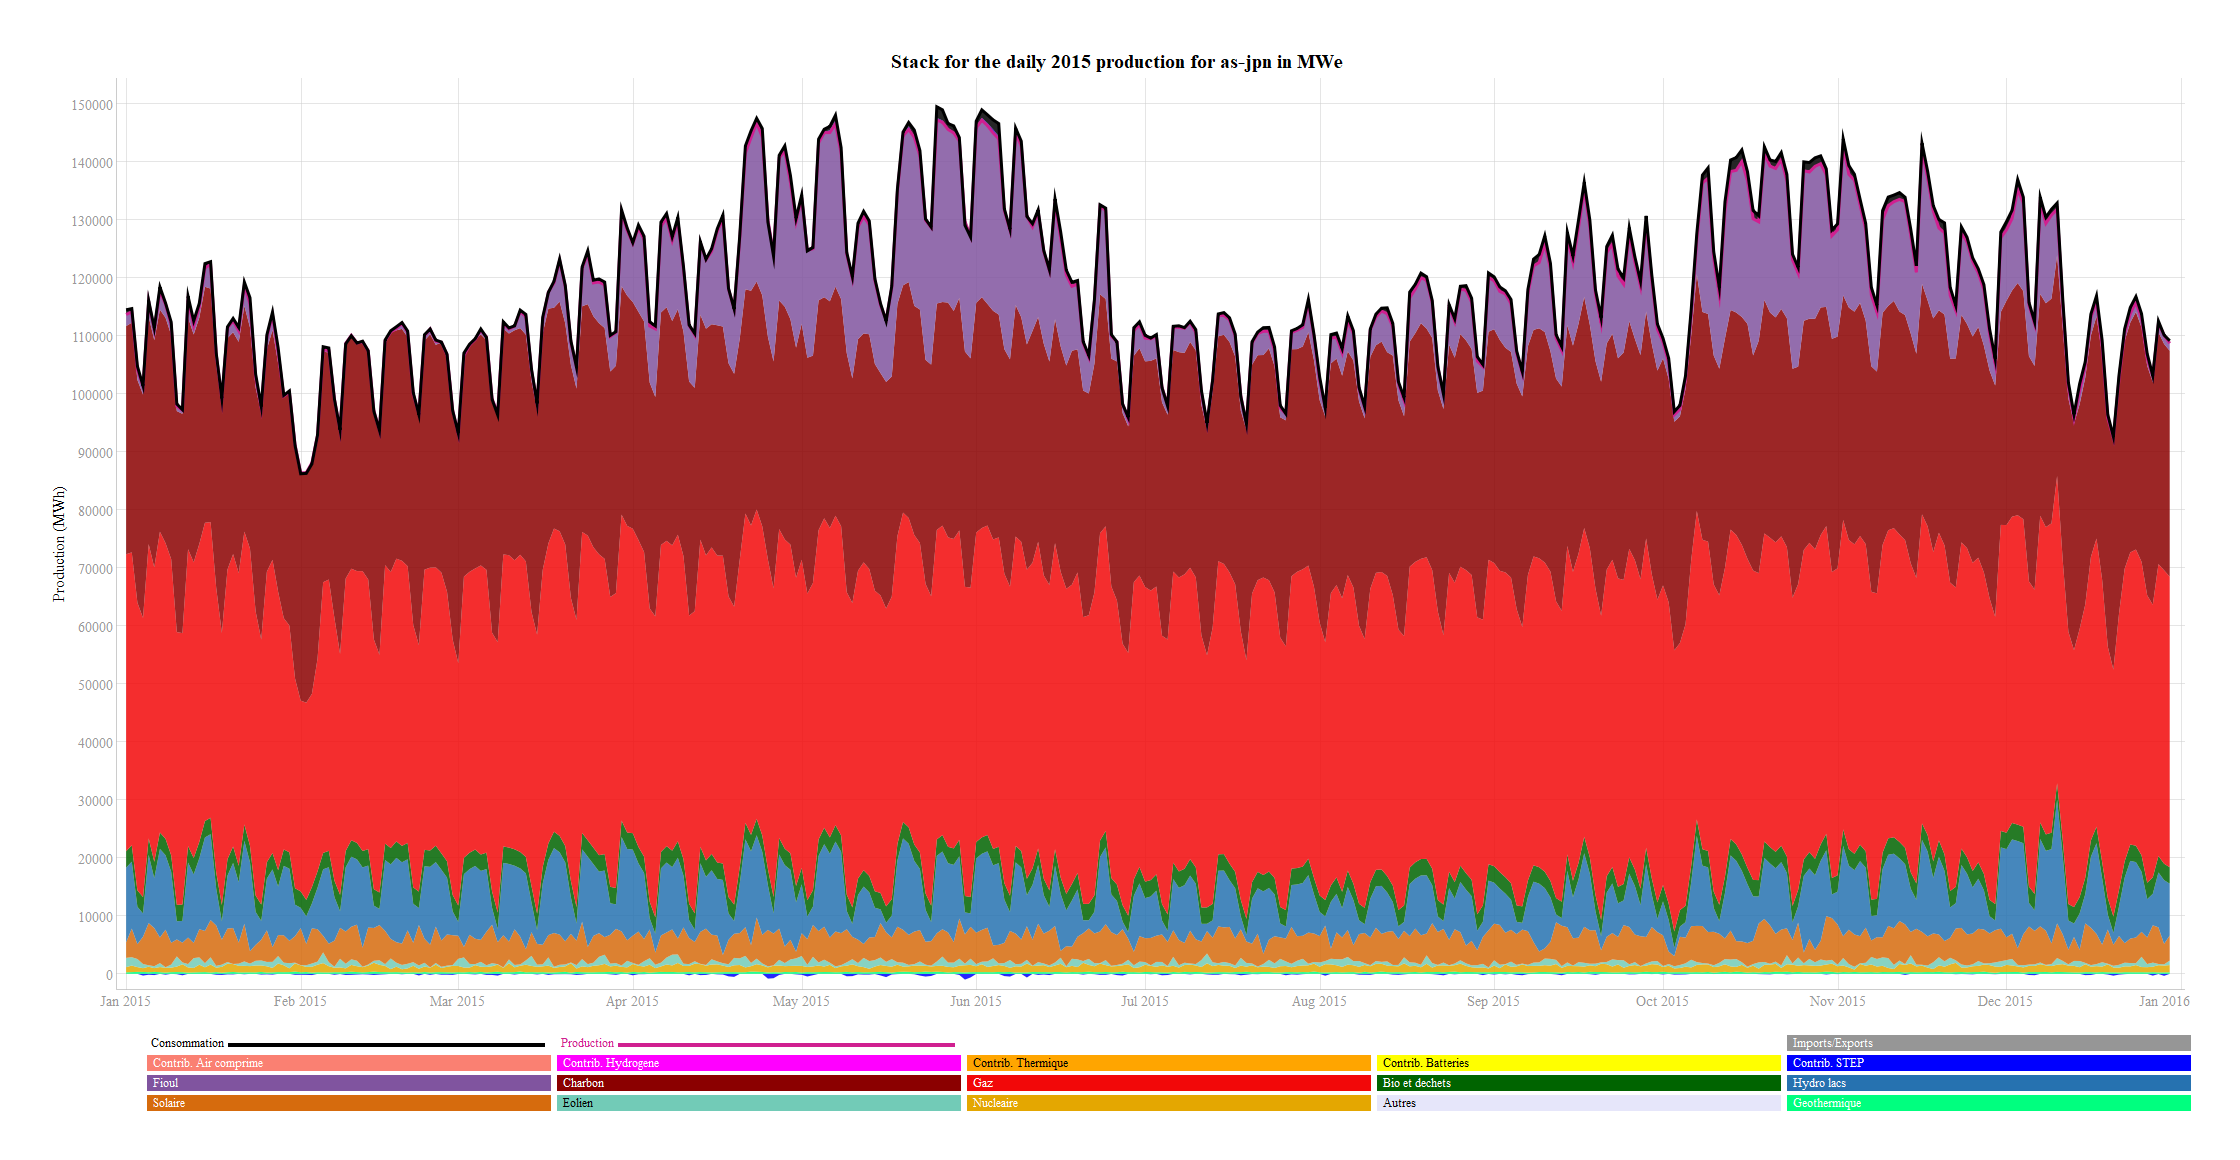 Stack for the daily 2015 production for as-jpn in MWe
150000
140000
130000
120000
110000
100000
90000
80000
70000
60000
50000
40000
30000
20000
10000
0
Production (MWh)
Jan 2015 Feb 2015 Mar 2015 Apr 2015 May 2015 Jun 2015 Jul 2015 Aug 2015 Sep 2015 Oct 2015 Nov 2015 Dec 2015 Jan 2016
Consommation Production Imports/Exports
Contrib. Air comprime Contrib. Hydrogene Contrib. Thermique Contrib. Batteries Contrib. STEP
Fioul Charbon Gaz Bio et dechets Hydro lacs
Solaire Eolien Nucleaire Autres Geothermique